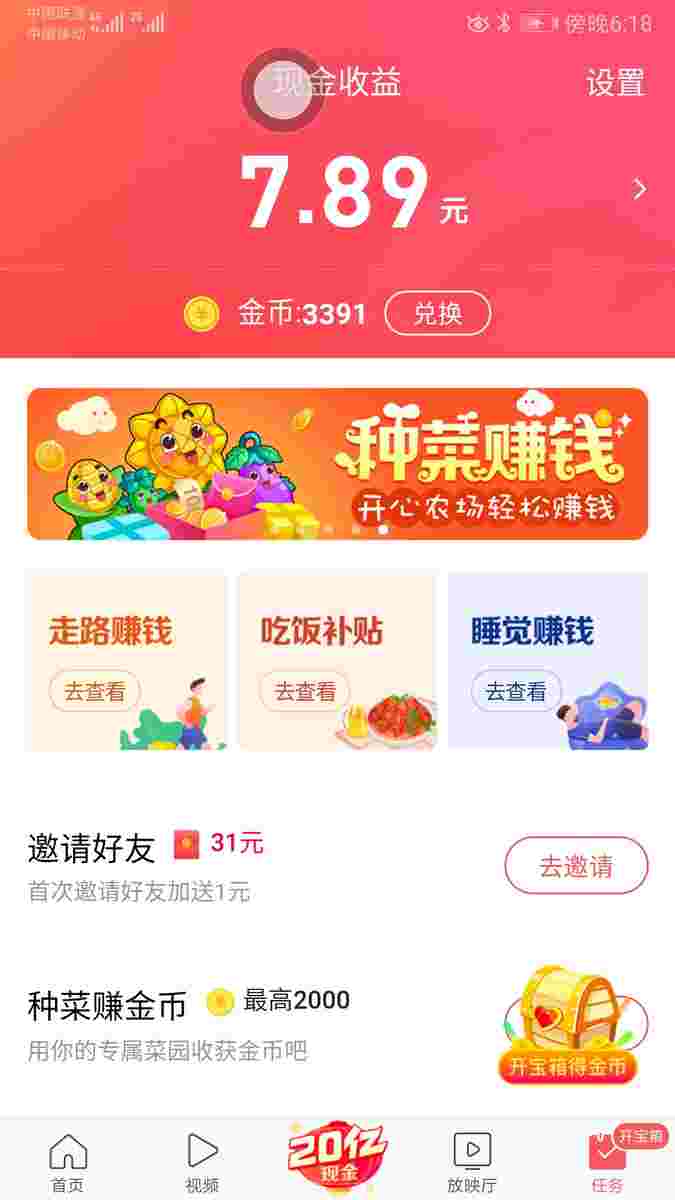 中国联通 4G 2G 傍晚6:18
中国移动
现金收益 设置
7.89元
金币:3391 兑换
种菜赚钱
开心农场轻松赚钱
走路赚钱 吃饭补贴 睡觉赚钱
去查看 去查看 去查看
邀请好友 31元
首次邀请好友加送1元
去邀请
种菜赚金币 最高2000
用你的专属菜园收获金币吧
开宝箱得金币
20亿
现金
开宝箱
首页 视频 放映厅 任务